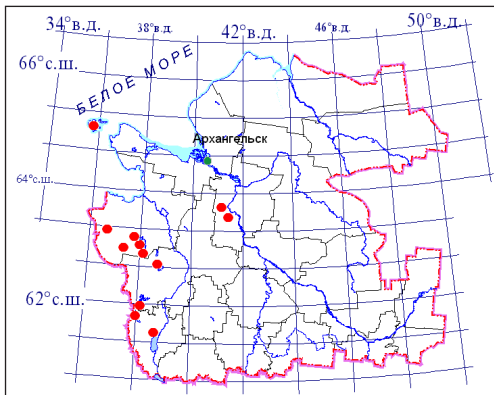 34°в.д.
38°в.д.
42°в.д.
46°в.д.
50°в.д.
66°с.ш.
БЕЛОЕ МОРЕ
Архангельск
64°с.ш.
62°с.ш.